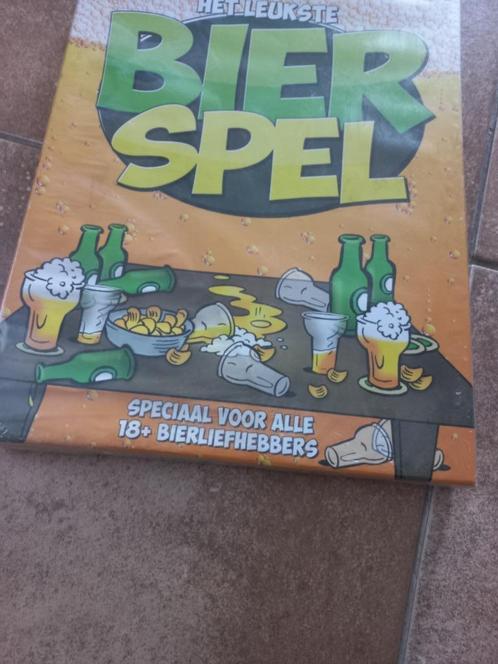 HET LEUKSTE
BIER
SPEL
SPECIAAL VOOR ALLE
18+ BIERLIEFHEBBERS